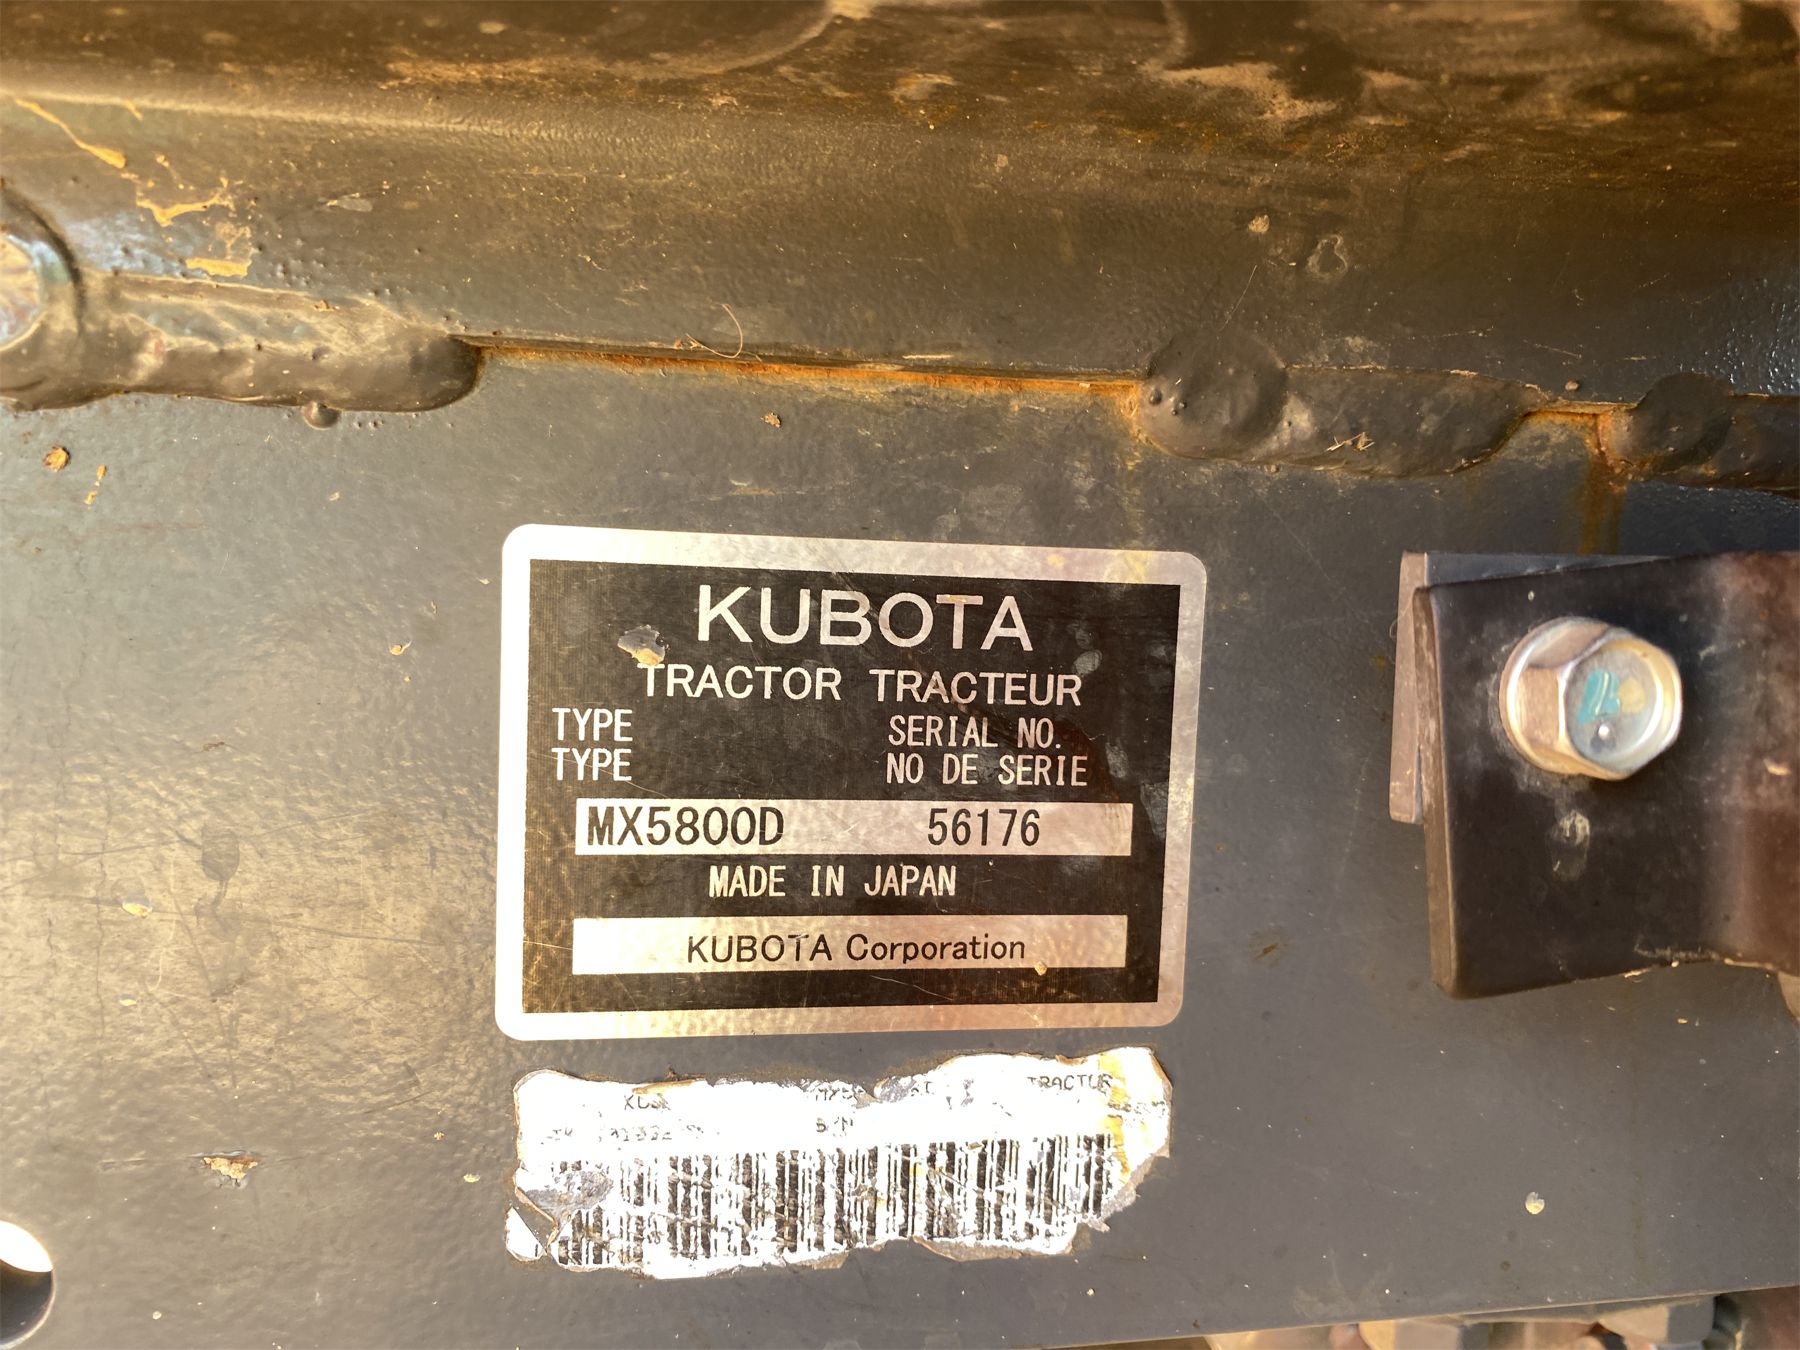 KUBOTA
TRACTOR TRACTEUR
TYPE SERIAL NO.
TYPE NO DE SERIE
MX5800D 56176
MADE IN JAPAN
KUBOTA Corporation
TRACTOR
S/N